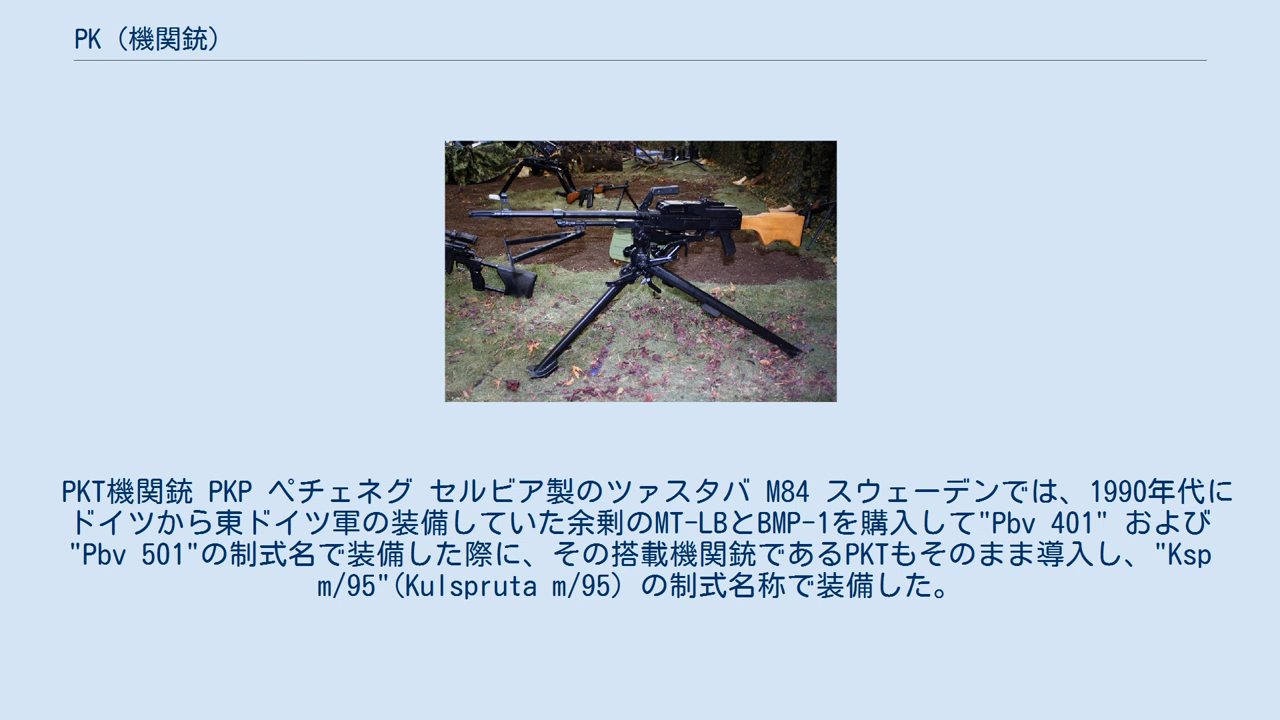 PK（機関銃）
PKT機関銃 PKP ペチェネグ セルビア製のツァスタバ M84 スウェーデンでは、1990年代に
ドイツから東ドイツ軍の装備していた余剰のMT-LBとBMP-1を購入して"Pbv 401" および
"Pbv 501"の制式名で装備した際に、その搭載機関銃であるPKTもそのまま導入し、"Ksp
m/95"(Kulspruta m/95) の制式名称で装備した。